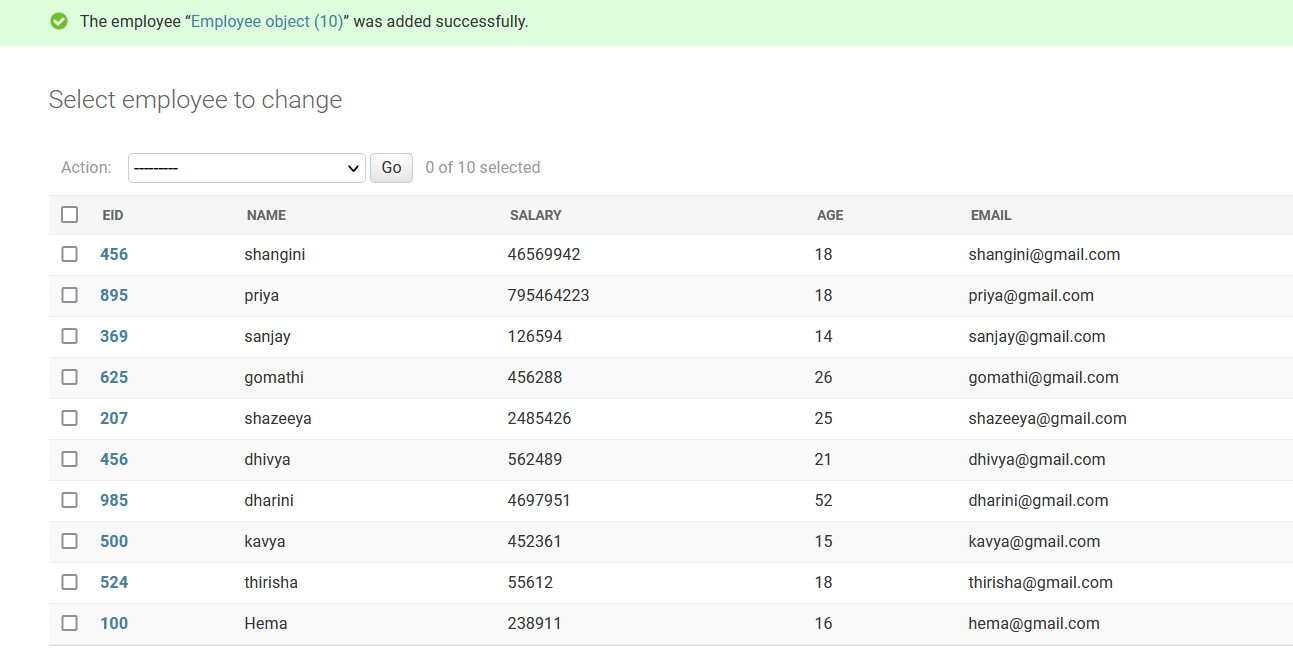 The employee “Employee object (10)” was added successfully.
Select employee to change
Action: --------- Go 0 of 10 selected
EID NAME SALARY AGE EMAIL
456 shangini 46569942 18 shangini@gmail.com
895 priya 795464223 18 priya@gmail.com
369 sanjay 126594 14 sanjay@gmail.com
625 gomathi 456288 26 gomathi@gmail.com
207 shazeeya 2485426 25 shazeeya@gmail.com
456 dhivya 562489 21 dhivya@gmail.com
985 dharini 4697951 52 dharini@gmail.com
500 kavya 452361 15 kavya@gmail.com
524 thirisha 55612 18 thirisha@gmail.com
100 Hema 238911 16 hema@gmail.com